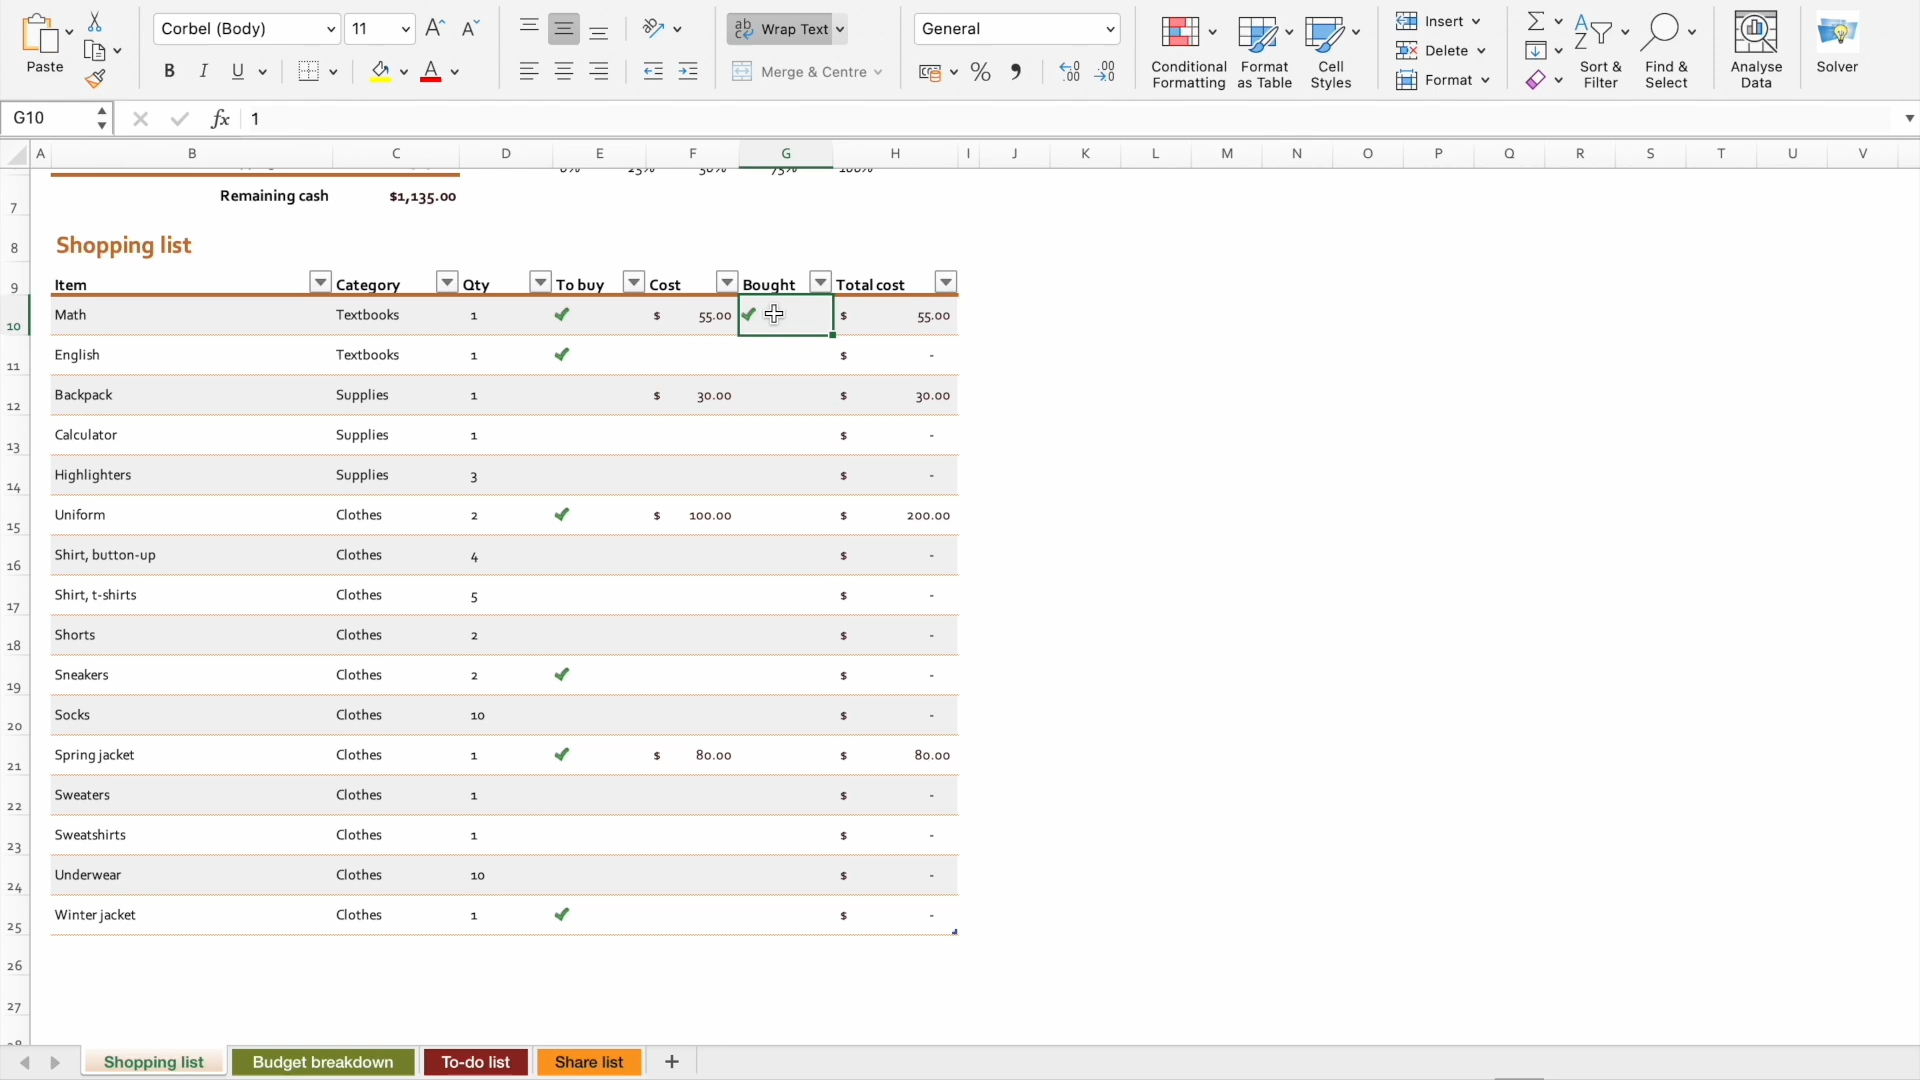 Corbel (Body) 11 A^ Aˇ ab Wrap Text General Insert
Paste Delete
B I U A Merge & Centre % Conditional Formatting Format as Table Cell Styles Format Sort & Filter Find & Select Analyse Data Solver
G10 fx 1
A B C D E F G H I J K L M N O P Q R S T U V
7 Remaining cash $1,135.00
8 Shopping list
9 Item Category Qty To buy Cost Bought Total cost
10 Math Textbooks 1 ✔ $ 55.00 ✔ $ 55.00
11 English Textbooks 1 ✔ $ -
12 Backpack Supplies 1 $ 30.00 $ 30.00
13 Calculator Supplies 1 $ -
14 Highlighters Supplies 3 $ -
15 Uniform Clothes 2 ✔ $ 100.00 $ 200.00
16 Shirt, button-up Clothes 4 $ -
17 Shirt, t-shirts Clothes 5 $ -
18 Shorts Clothes 2 $ -
19 Sneakers Clothes 2 ✔ $ -
20 Socks Clothes 10 $ -
21 Spring jacket Clothes 1 ✔ $ 80.00 $ 80.00
22 Sweaters Clothes 1 $ -
23 Sweatshirts Clothes 1 $ -
24 Underwear Clothes 10 $ -
25 Winter jacket Clothes 1 ✔ $ -
26
27
Shopping list Budget breakdown To-do list Share list +